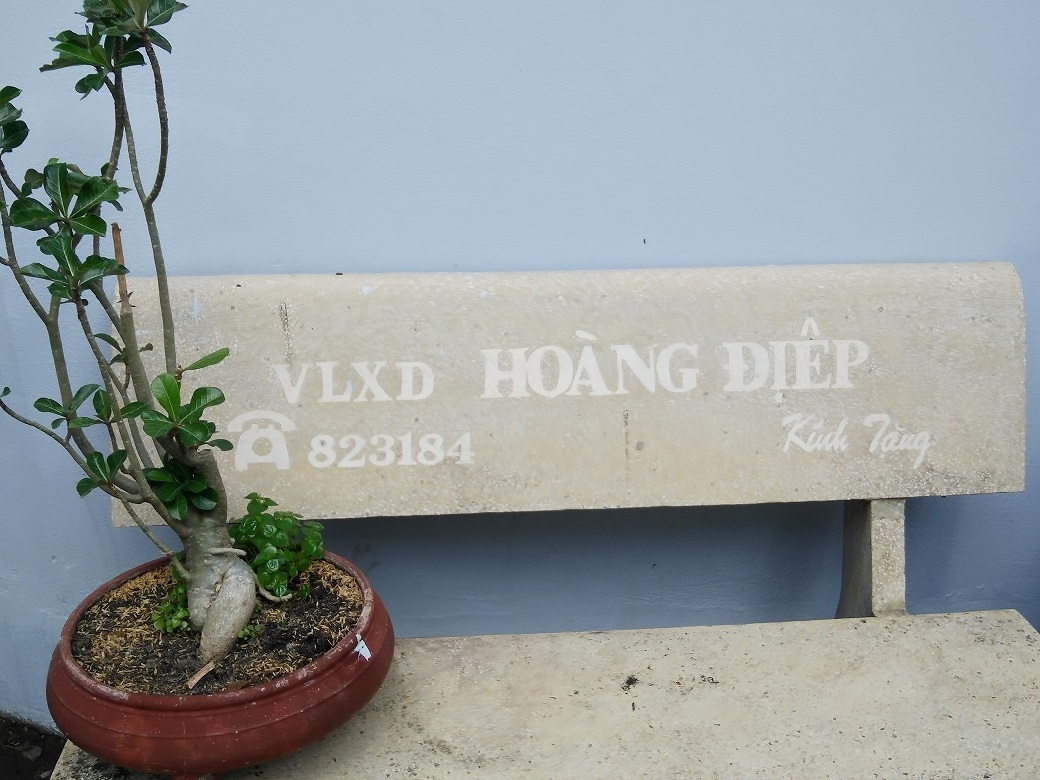 VLXD HOÀNG ĐIỆP
823184
Kính Tặng